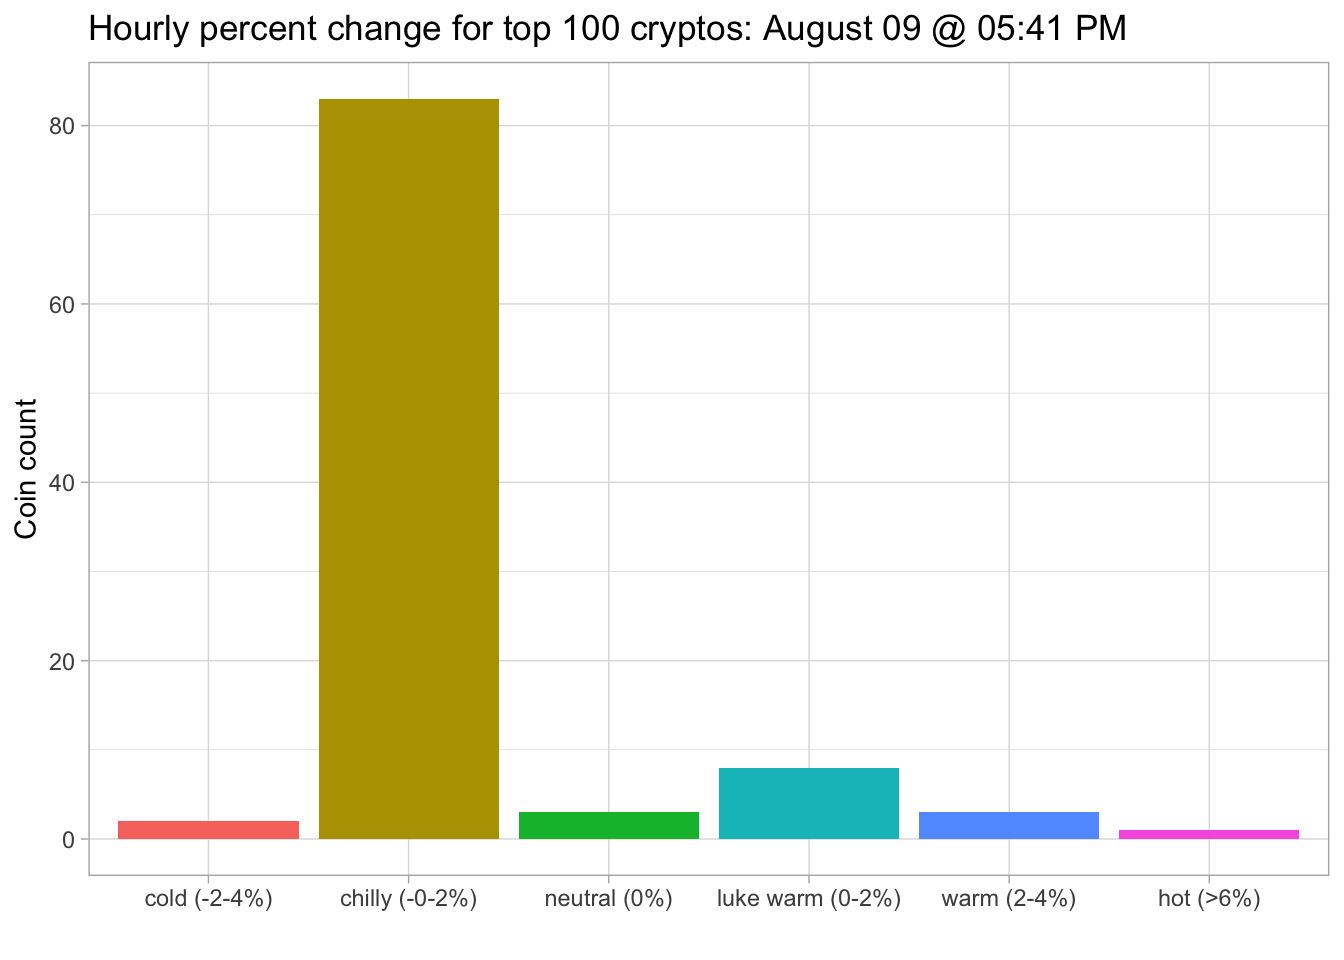 Hourly percent change for top 100 cryptos: August 09 @ 05:41 PM
Coin count
80
60
40
20
0
cold (-2-4%) chilly (-0-2%) neutral (0%) luke warm (0-2%) warm (2-4%) hot (>6%)